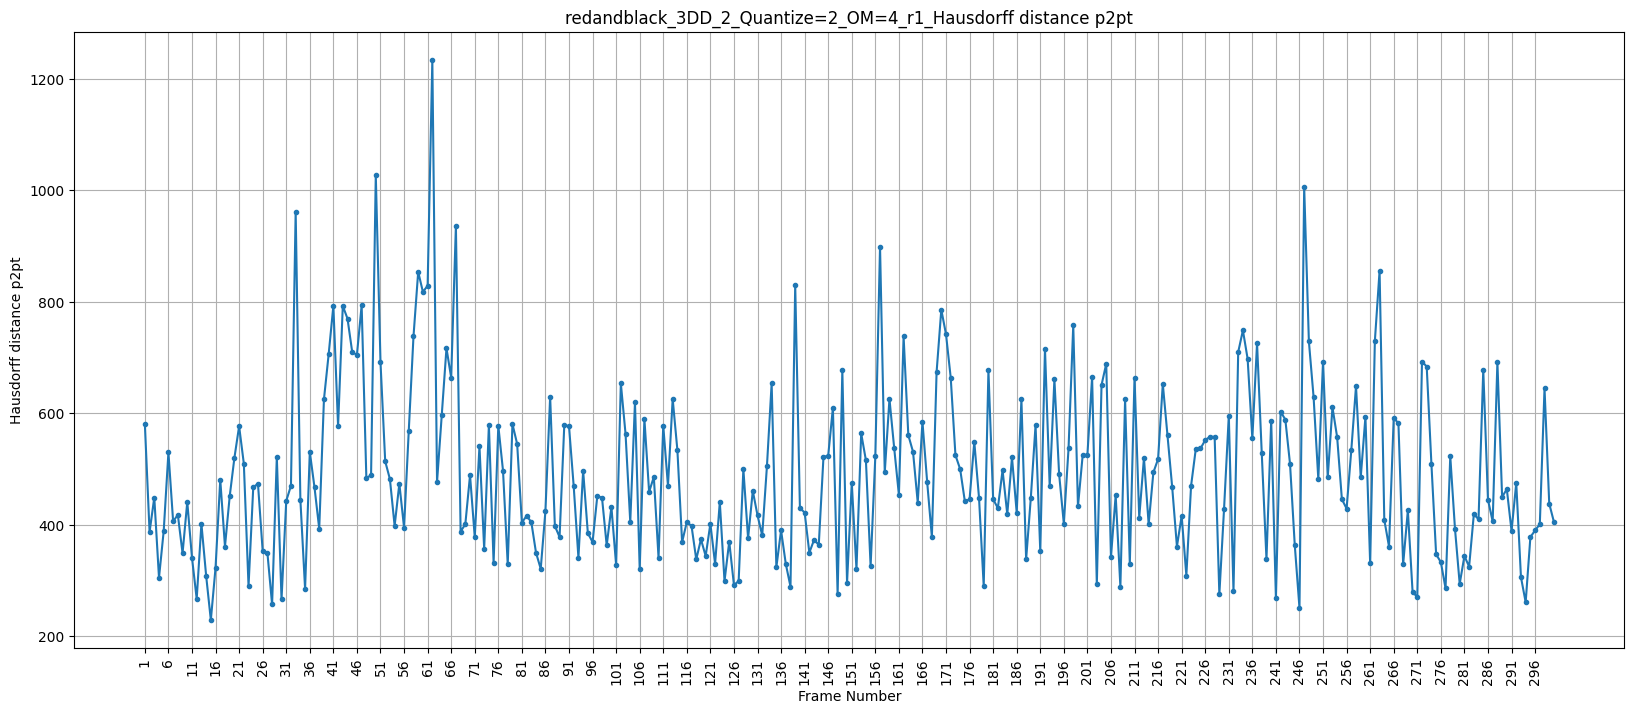 redandblack_3DD_2_Quantize=2_OM=4_r1_Hausdorff distance p2pt
Hausdorff distance p2pt
1200
1000
800
600
400
200
1 6 11 16 21 26 31 36 41 46 51 56 61 66 71 76 81 86 91 96 101 106 111 116 121 126 131 136 141 146 151 156 161 166 171 176 181 186 191 196 201 206 211 216 221 226 231 236 241 246 251 256 261 266 271 276 281 286 291 296
Frame Number